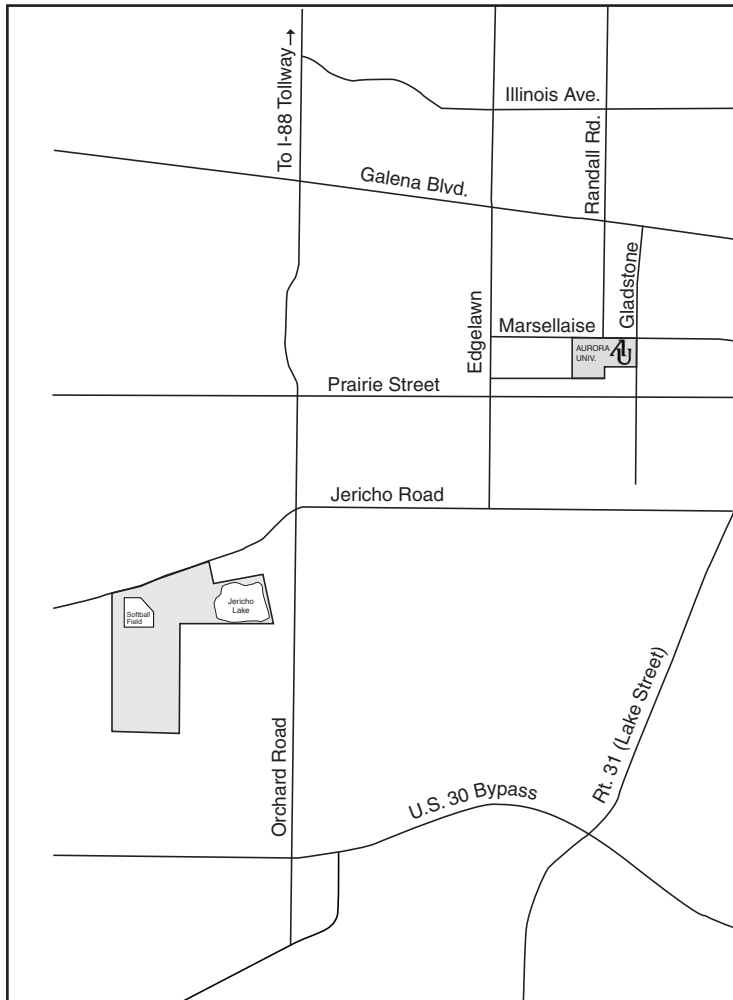 To I-88 Tollway→
Illinois Ave.
Randall Rd.
Galena Blvd.
Gladstone
Edgelawn
Marsellaise
AURORA
UNIV.
AU
Prairie Street
Jericho Road
Jericho
Lake
Softball
Field
Rt. 31 (Lake Street)
Orchard Road
U.S. 30 Bypass